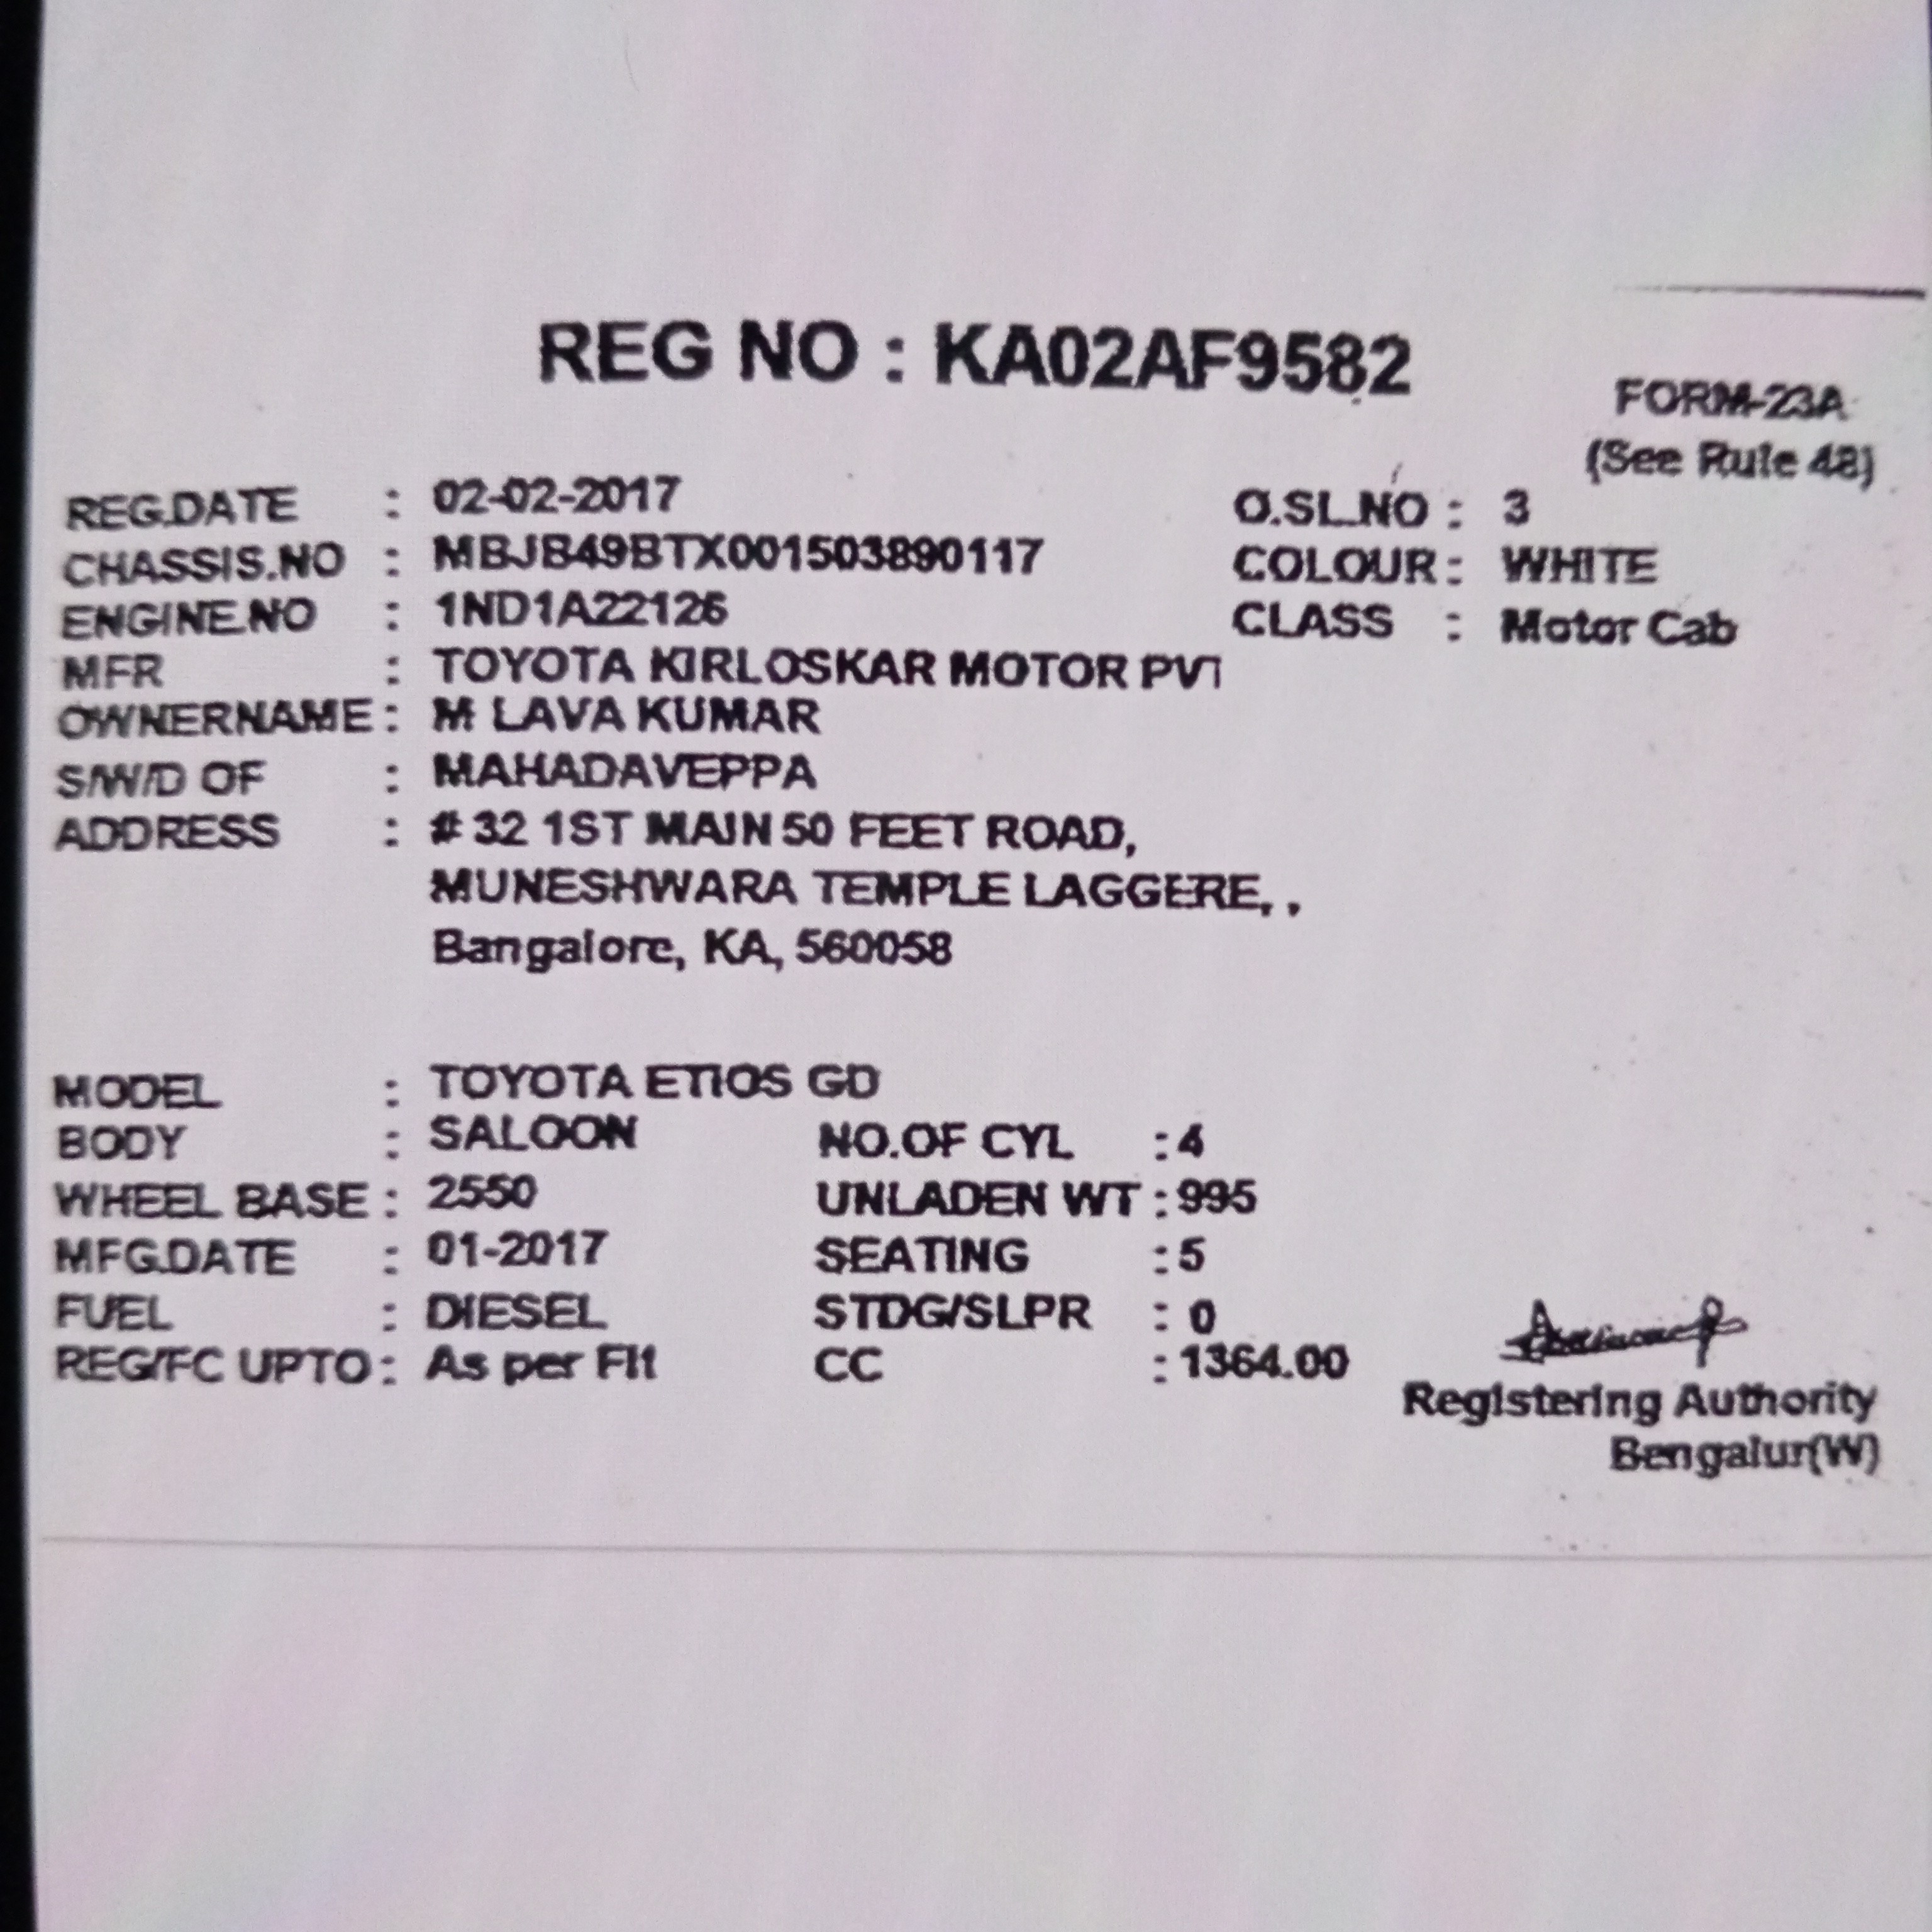 REG NO : KA02AF9582
FORM-23A
(See Rule 48)
REG.DATE : 02-02-2017 O.SL.NO : 3
CHASSIS.NO : MBJB49BTX001503890117 COLOUR : WHITE
ENGINE.NO : 1ND1A22126 CLASS : Motor Cab
MFR : TOYOTA KIRLOSKAR MOTOR PVT
OWNERNAME : M LAVA KUMAR
S/W/D OF : MAHADAVEPPA
ADDRESS : # 32 1ST MAIN 50 FEET ROAD,
MUNESHWARA TEMPLE LAGGERE, ,
Bangalore, KA, 560058
MODEL : TOYOTA ETIOS GD
BODY : SALOON NO.OF CYL : 4
WHEEL BASE : 2550 UNLADEN WT : 995
MFG.DATE : 01-2017 SEATING : 5
FUEL : DIESEL STDG/SLPR : 0
REG/FC UPTO : As per Fit CC : 1364.00
Registering Authority
Bengalur(W)